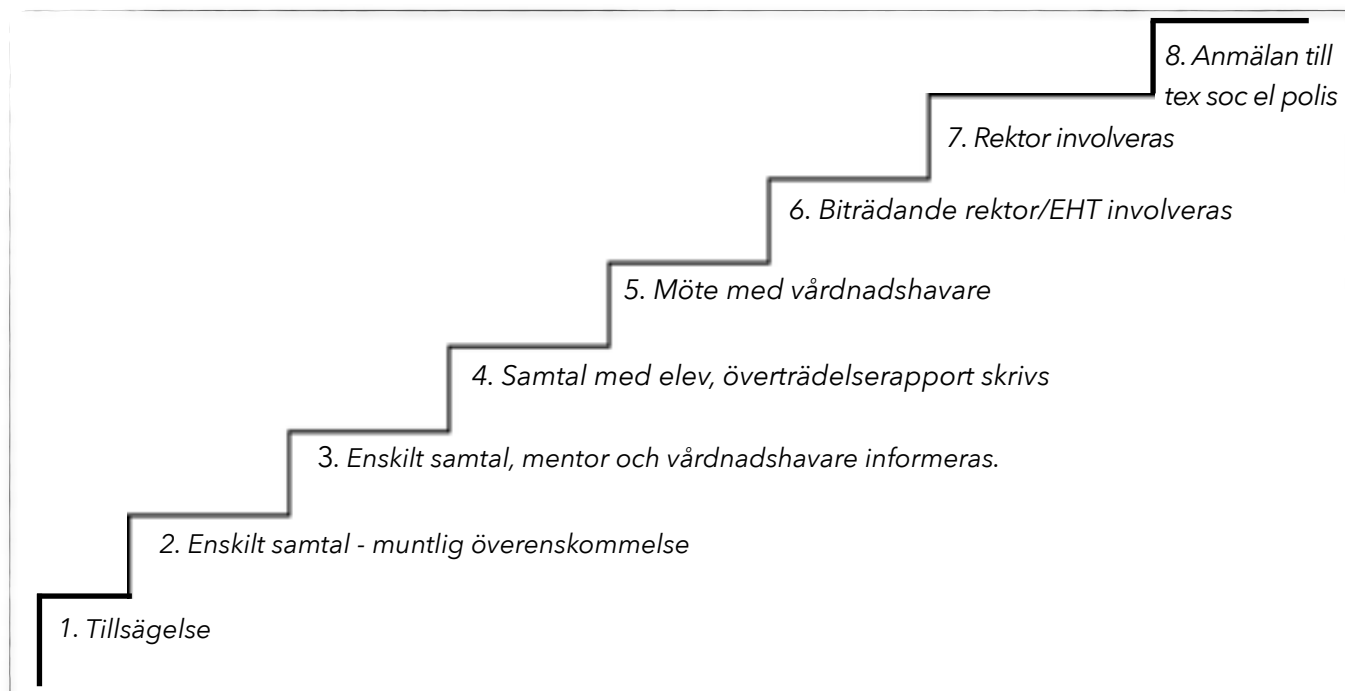 8. Anmälan till
tex soc el polis
7. Rektor involveras
6. Biträdande rektor/EHT involveras
5. Möte med vårdnadshavare
4. Samtal med elev, överträdelserapport skrivs
3. Enskilt samtal, mentor och vårdnadshavare informeras.
2. Enskilt samtal - muntlig överenskommelse
1. Tillsägelse